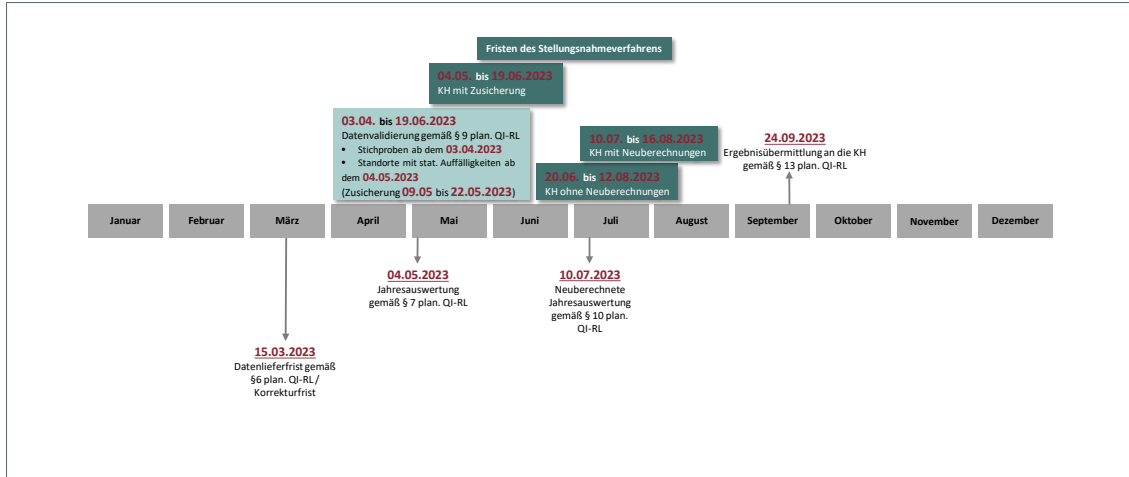 Fristen des Stellungsnahmeverfahrens
04.05. bis 19.06.2023
KH mit Zusicherung
03.04. bis 19.06.2023
Datenvalidierung gemäß § 9 plan. QI-RL
• Stichproben ab dem 03.04.2023
• Standorte mit stat. Auffälligkeiten ab
dem 04.05.2023
(Zusicherung 09.05 bis 22.05.2023)
10.07. bis 16.08.2023
KH mit Neuberechnungen
20.06. bis 12.08.2023
KH ohne Neuberechnungen
24.09.2023
Ergebnisübermittlung an die KH
gemäß § 13 plan. QI-RL
Januar
Februar
März
April
Mai
Juni
Juli
August
September
Oktober
November
Dezember
04.05.2023
Jahresauswertung
gemäß § 7 plan. QI-RL
10.07.2023
Neuberechnete
Jahresauswertung
gemäß § 10 plan.
QI-RL
15.03.2023
Datenlieferfrist gemäß
§6 plan. QI-RL /
Korrekturfrist